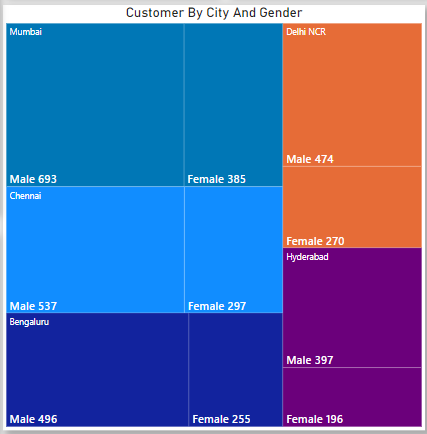 Customer By City And Gender
Mumbai
Male 693
Female 385
Chennai
Male 537
Female 297
Bengaluru
Male 496
Female 255
Delhi NCR
Male 474
Female 270
Hyderabad
Male 397
Female 196